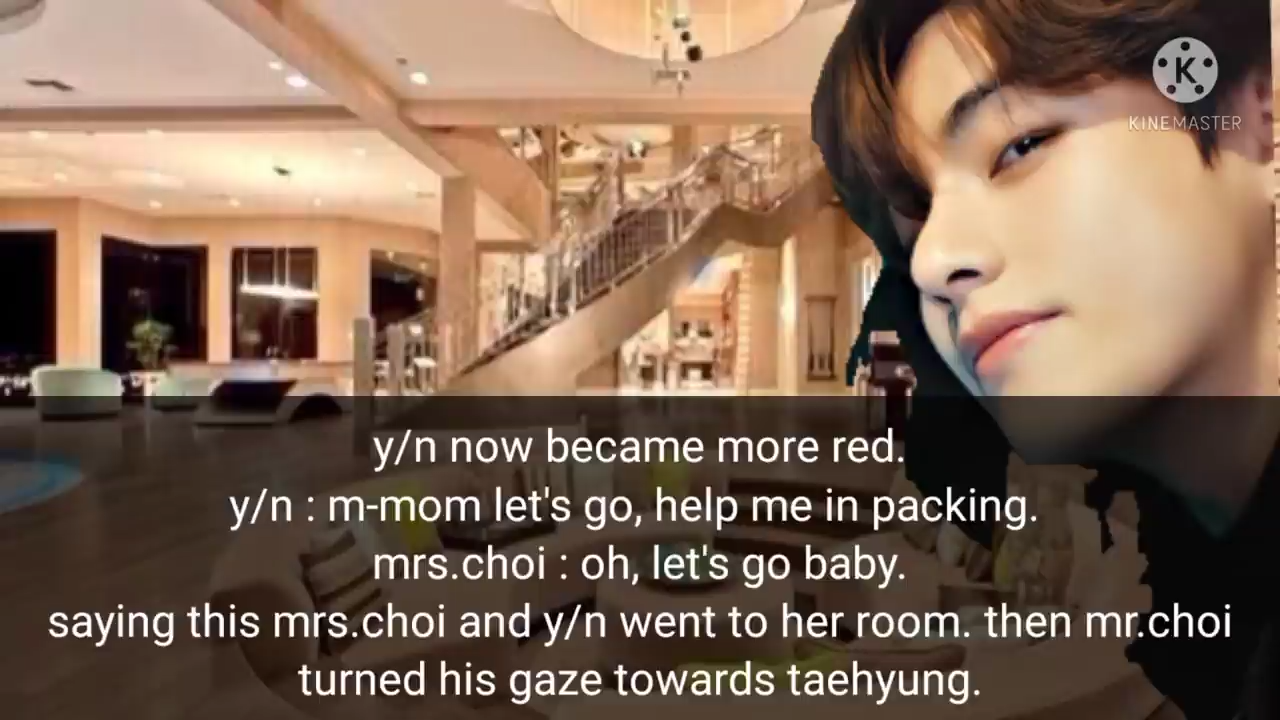 K
KINEMASTER
y/n now became more red.
y/n : m-mom let's go, help me in packing.
mrs.choi : oh, let's go baby.
saying this mrs.choi and y/n went to her room. then mr.choi
turned his gaze towards taehyung.